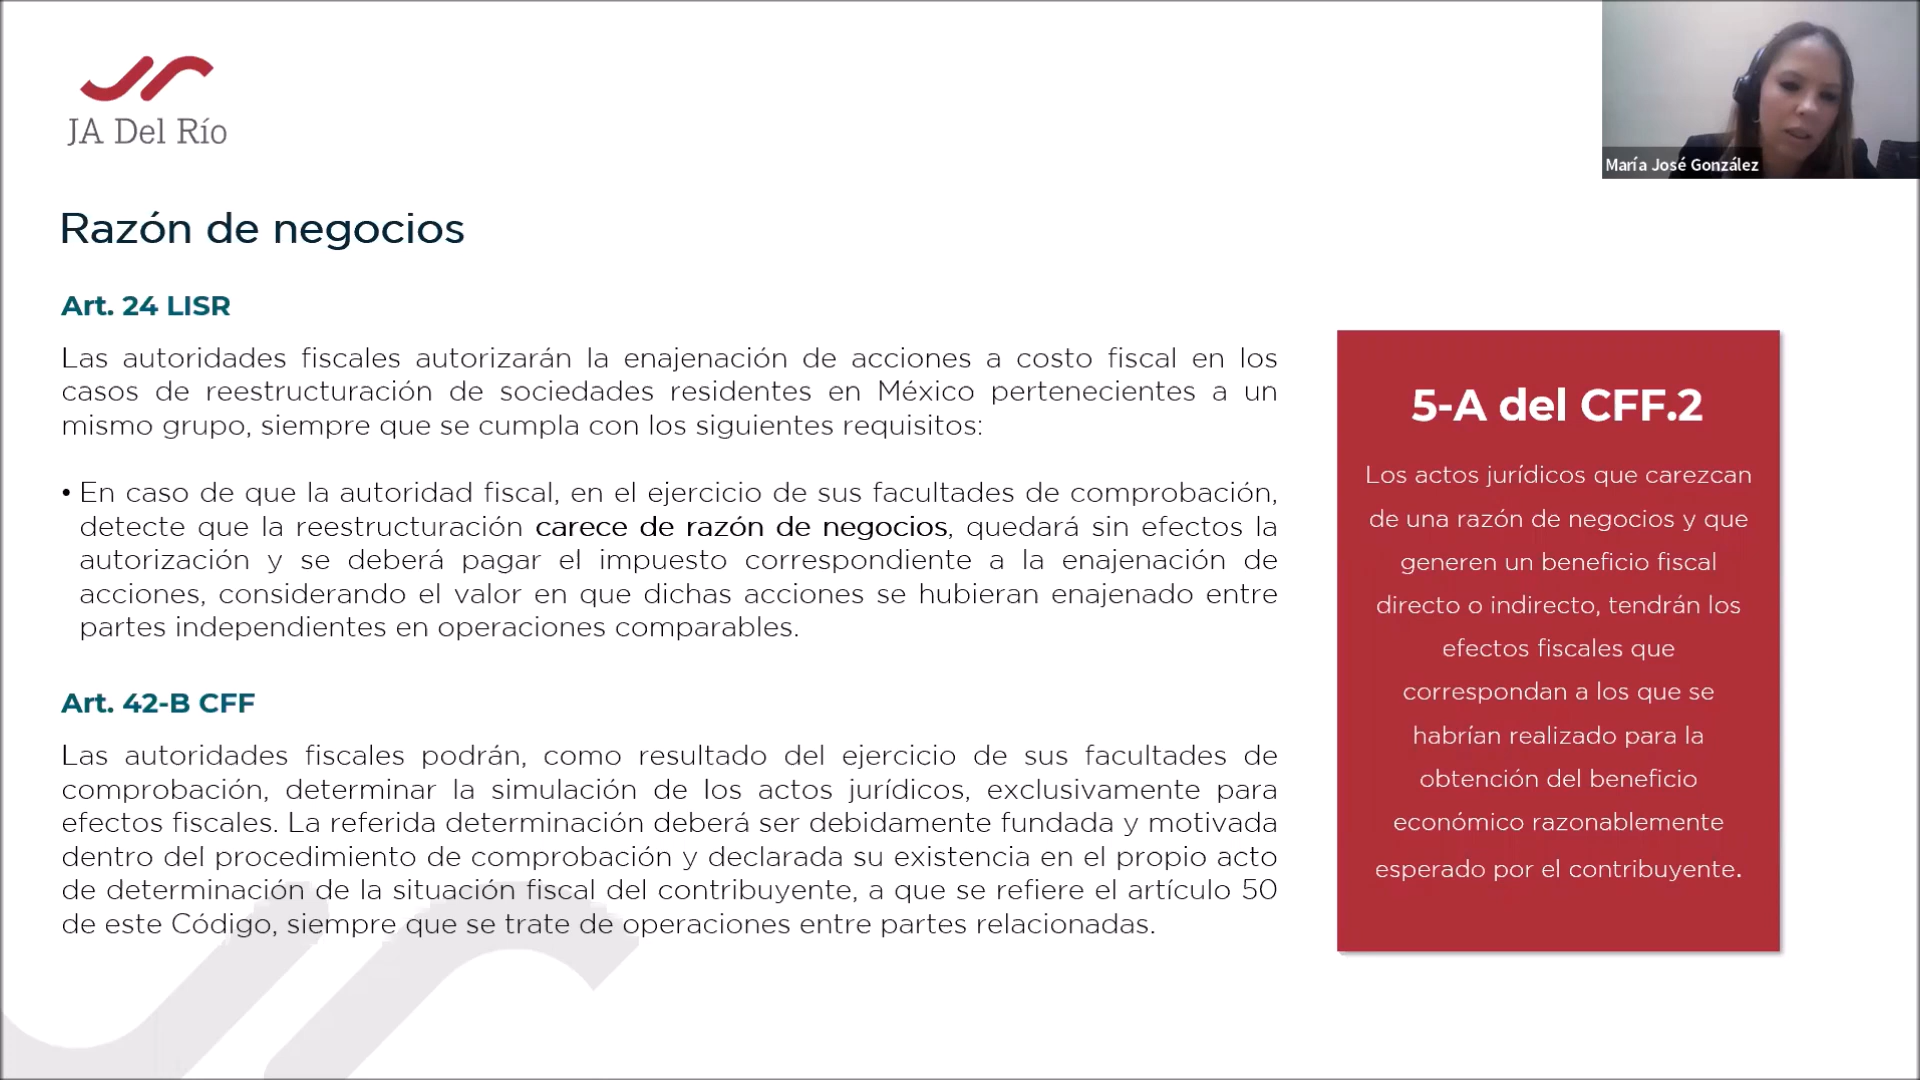 JA Del Río
María José González
Razón de negocios
Art. 24 LISR
Las autoridades fiscales autorizarán la enajenación de acciones a costo fiscal en los
casos de reestructuración de sociedades residentes en México pertenecientes a un
mismo grupo, siempre que se cumpla con los siguientes requisitos:
• En caso de que la autoridad fiscal, en el ejercicio de sus facultades de comprobación,
detecte que la reestructuración carece de razón de negocios, quedará sin efectos la
autorización y se deberá pagar el impuesto correspondiente a la enajenación de
acciones, considerando el valor en que dichas acciones se hubieran enajenado entre
partes independientes en operaciones comparables.
Art. 42-B CFF
Las autoridades fiscales podrán, como resultado del ejercicio de sus facultades de
comprobación, determinar la simulación de los actos jurídicos, exclusivamente para
efectos fiscales. La referida determinación deberá ser debidamente fundada y motivada
dentro del procedimiento de comprobación y declarada su existencia en el propio acto
de determinación de la situación fiscal del contribuyente, a que se refiere el artículo 50
de este Código, siempre que se trate de operaciones entre partes relacionadas.
5-A del CFF.2
Los actos jurídicos que carezcan
de una razón de negocios y que
generen un beneficio fiscal
directo o indirecto, tendrán los
efectos fiscales que
correspondan a los que se
habrían realizado para la
obtención del beneficio
económico razonablemente
esperado por el contribuyente.